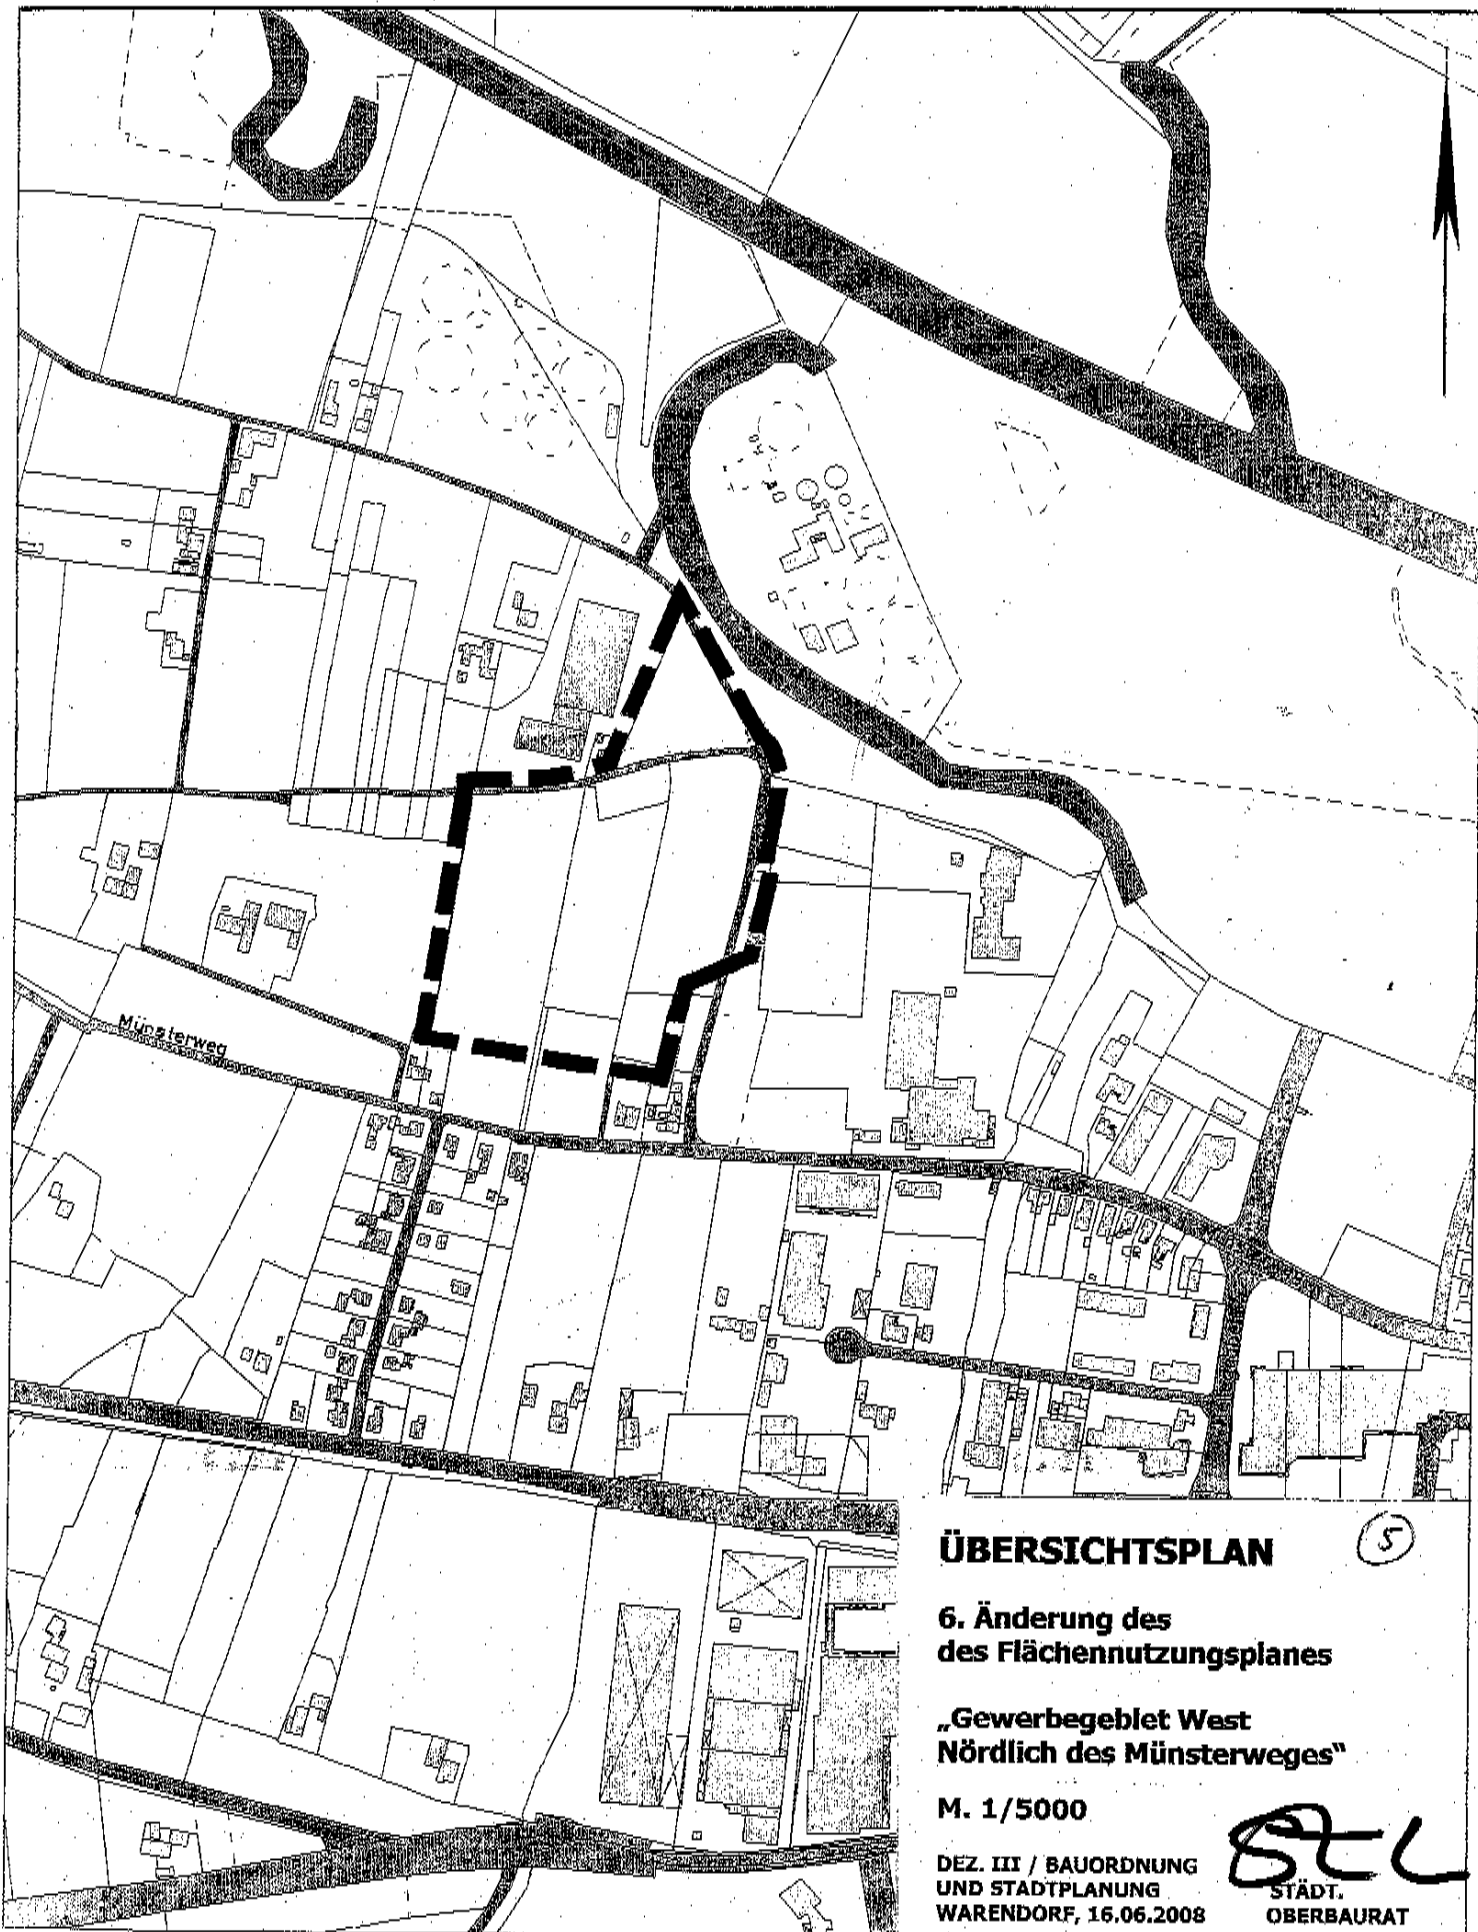 Münsterweg
ÜBERSICHTSPLAN
5
6. Änderung des
des Flächennutzungsplanes
„Gewerbegebiet West
Nördlich des Münsterweges“
M. 1/5000
DEZ. III / BAUORDNUNG
UND STADTPLANUNG
WARENDORF, 16.06.2008
STÄDT.
OBERBAURAT